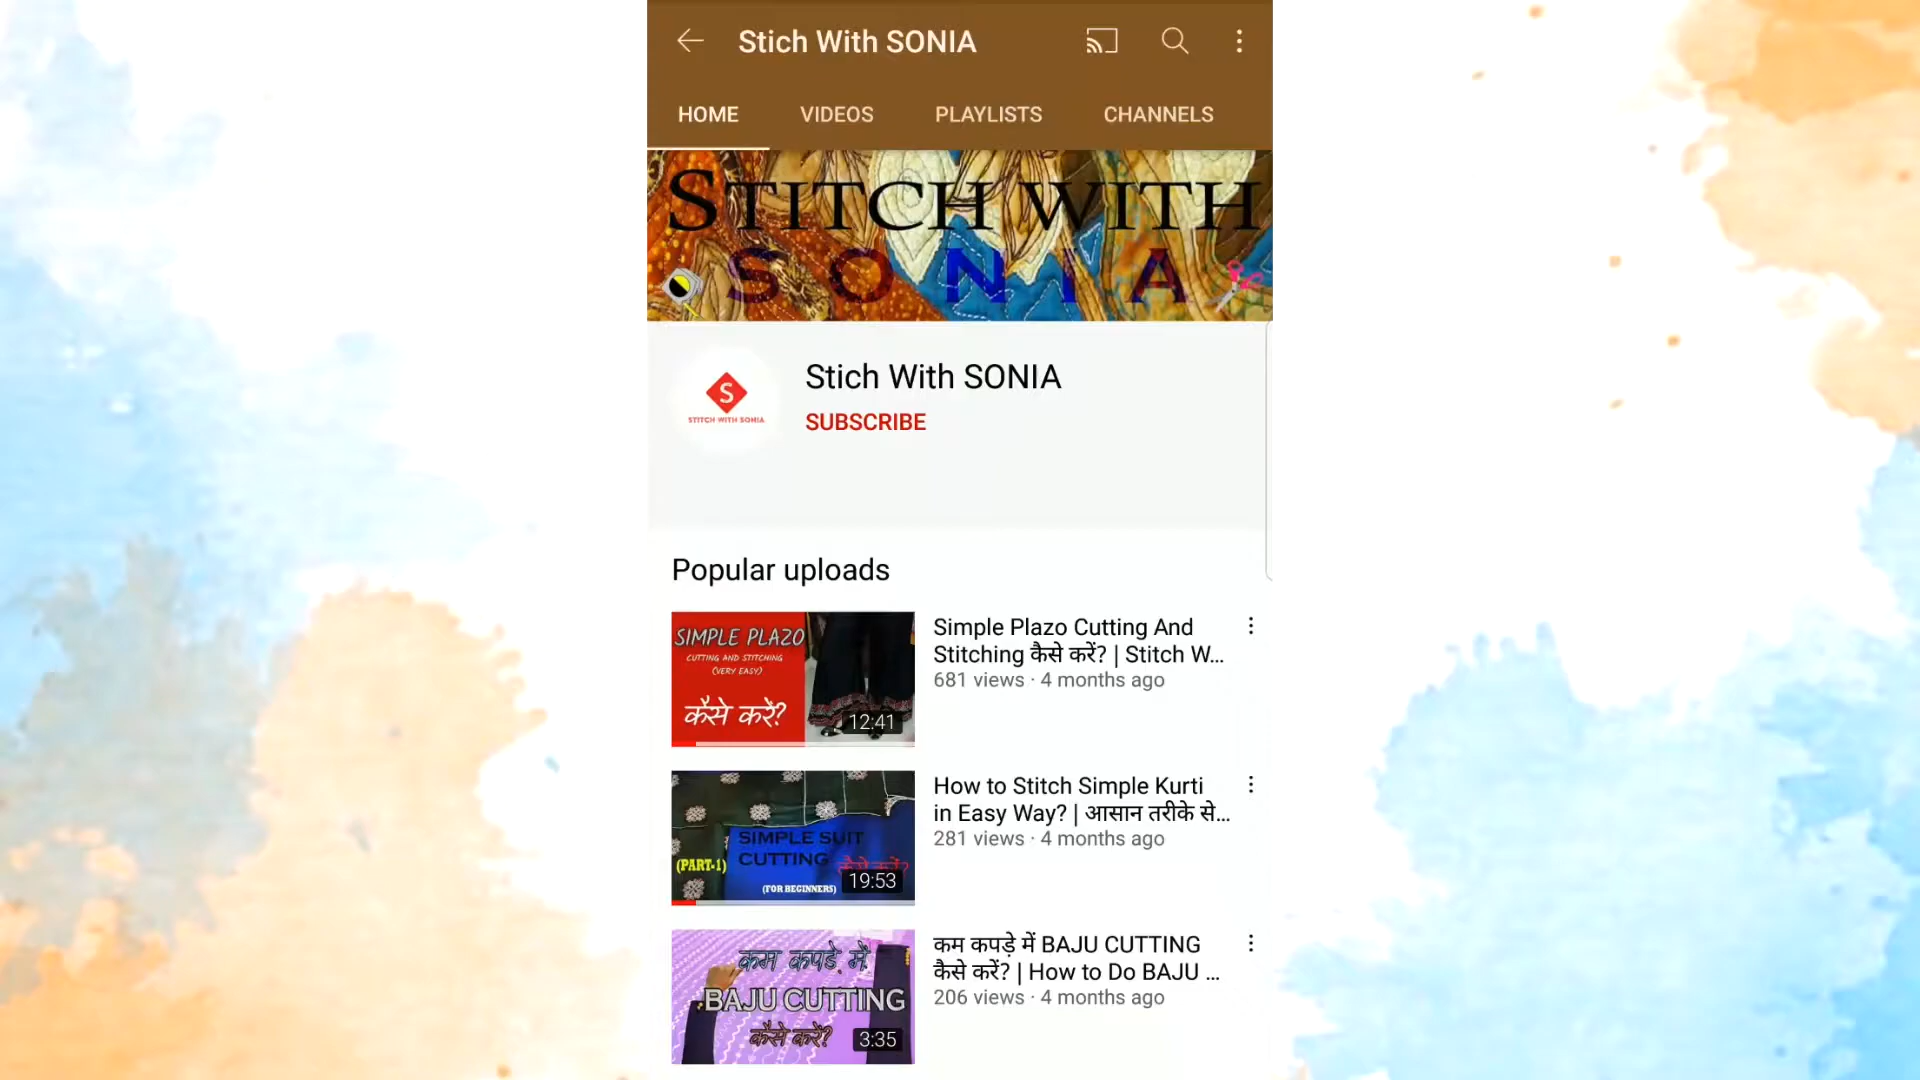 Stich With SONIA
HOME VIDEOS PLAYLISTS CHANNELS
STITCH WITH
SONIA
S
STITCH WITH SONIA
Stich With SONIA
SUBSCRIBE
Popular uploads
SIMPLE PLAZO
CUTTING AND STITCHING
(VERY EASY)
कैसे करें?
12:41
Simple Plazo Cutting And
Stitching कैसे करें? | Stitch W...
681 views · 4 months ago
SIMPLE SUIT
CUTTING
कैसे करें?
(PART-1)
(FOR BEGINNERS)
19:53
How to Stitch Simple Kurti
in Easy Way? | आसान तरीके से...
281 views · 4 months ago
कम कपड़े में
BAJU CUTTING
कैसे करें?
3:35
कम कपड़े में BAJU CUTTING
कैसे करें? | How to Do BAJU ...
206 views · 4 months ago